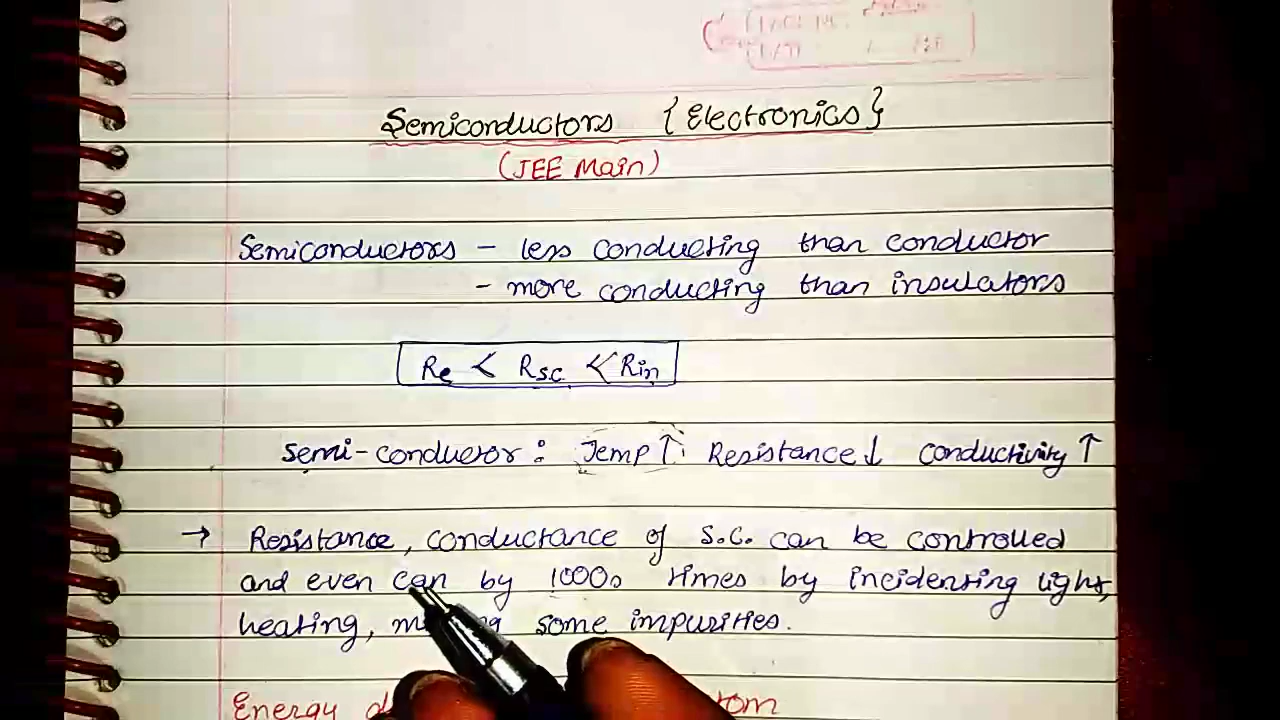 Semiconductors {Electronics}
(JEE Main)
Semiconductors - less conducting than conductor
- more conducting than insulators
Rc < Rsc < Rin
Semi-conductor : Temp↑ Resistance↓ conductivity↑
→ Resistance, conductance of S.C. can be controlled
and even can by 1000s times by incidenting light,
heating, some impurities.
Energy